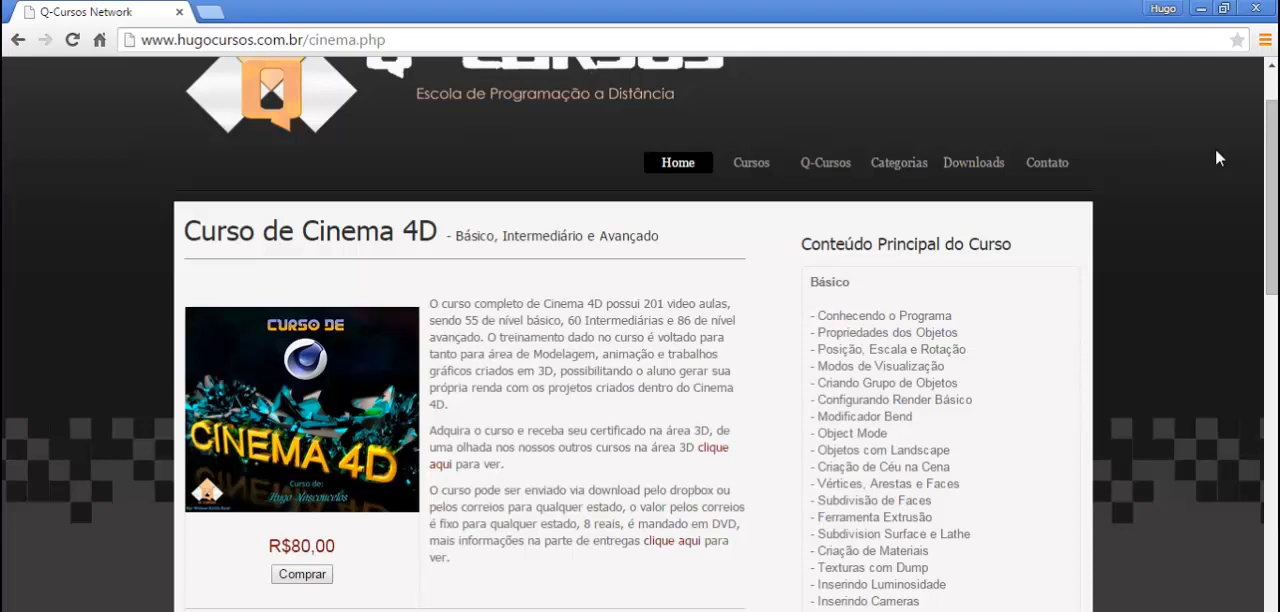 Q-Cursos Network
Hugo
www.hugocursos.com.br/cinema.php
Q-CURSOS
Escola de Programação a Distância
Home Cursos Q-Cursos Categorias Downloads Contato
Curso de Cinema 4D - Básico, Intermediário e Avançado
CURSO DE
CINEMA 4D
Curso de:
Hugo Vasconcelos
R$80,00
Comprar
O curso completo de Cinema 4D possui 201 video aulas,
sendo 55 de nível básico, 60 Intermediárias e 86 de nível
avançado. O treinamento dado no curso é voltado para
tanto para área de Modelagem, animação e trabalhos
gráficos criados em 3D, possibilitando o aluno gerar sua
própria renda com os projetos criados dentro do Cinema
4D.
Adquira o curso e receba seu certificado na área 3D, de
uma olhada nos nossos outros cursos na área 3D clique
aqui para ver.
O curso pode ser enviado via download pelo dropbox ou
pelos correios para qualquer estado, o valor pelos correios
é fixo para qualquer estado, 8 reais, é mandado em DVD,
mais informações na parte de entregas clique aqui para
ver.
Conteúdo Principal do Curso
Básico
- Conhecendo o Programa
- Propriedades dos Objetos
- Posição, Escala e Rotação
- Modos de Visualização
- Criando Grupo de Objetos
- Configurando Render Básico
- Modificador Bend
- Object Mode
- Objetos com Landscape
- Criação de Céu na Cena
- Vértices, Arestas e Faces
- Subdivisão de Faces
- Ferramenta Extrusão
- Subdivision Surface e Lathe
- Criação de Materiais
- Texturas com Dump
- Inserindo Luminosidade
- Inserindo Cameras